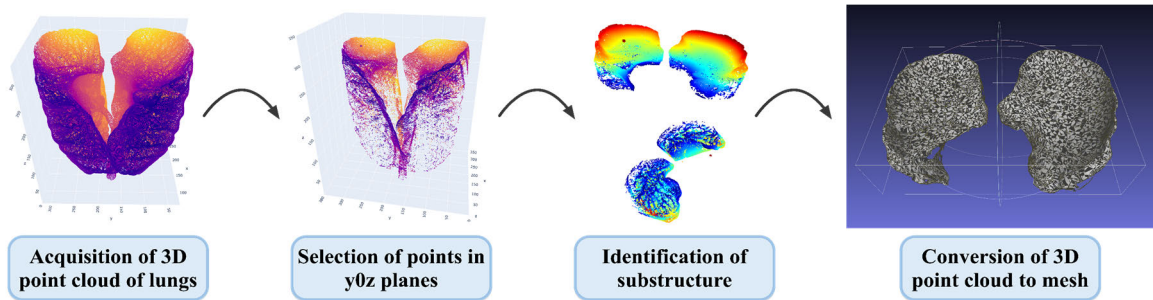 Acquisition of 3D
point cloud of lungs
Selection of points in
y0z planes
Identification of
substructure
Conversion of 3D
point cloud to mesh